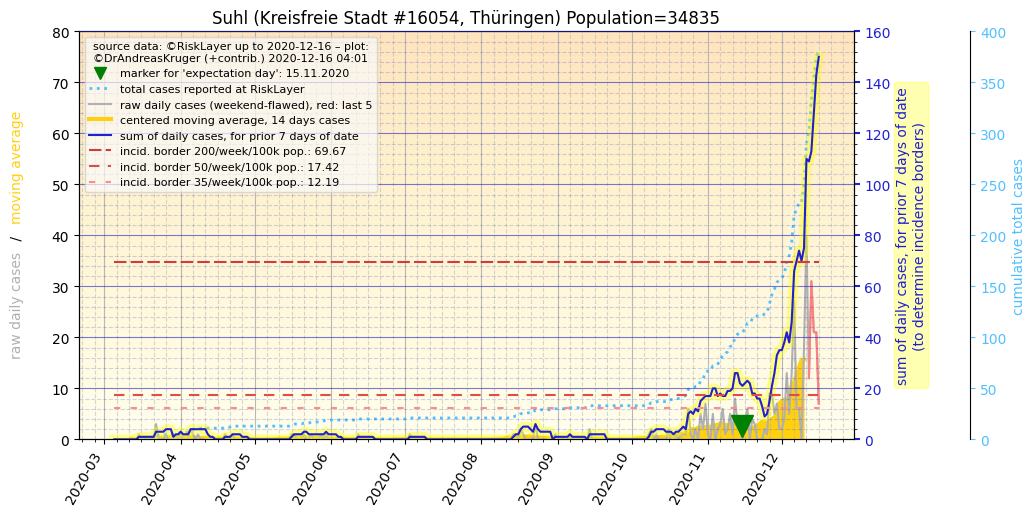 Suhl (Kreisfreie Stadt #16054, Thüringen) Population=34835
source data: ©RiskLayer up to 2020-12-16 – plot:
©DrAndreasKruger (+contrib.) 2020-12-16 04:01
marker for 'expectation day': 15.11.2020
total cases reported at RiskLayer
raw daily cases (weekend-flawed), red: last 5
centered moving average, 14 days cases
sum of daily cases, for prior 7 days of date
incid. border 200/week/100k pop.: 69.67
incid. border 50/week/100k pop.: 17.42
incid. border 35/week/100k pop.: 12.19
raw daily cases / moving average
80
70
60
50
40
30
20
10
0
2020-03
2020-04
2020-05
2020-06
2020-07
2020-08
2020-09
2020-10
2020-11
2020-12
160
140
120
100
80
60
40
20
0
sum of daily cases, for prior 7 days of date
(to determine incidence borders)
400
350
300
250
200
150
100
50
0
cumulative total cases